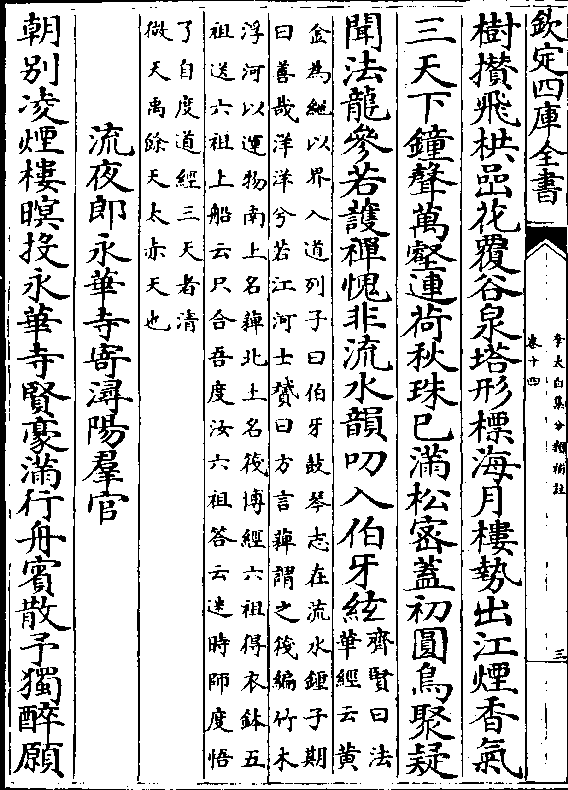 欽定四庫全書
李太白集分類補註
卷十四
三
樹攅飛栱嵒花覆谷泉塔形標海月樓勢出江煙香氣
三天下鐘聲萬壑連荷秋珠已滿松宻蓋初圓鳥聚疑
聞法龍參若護禪愧非流水韻叨入伯牙絃
齊賢曰法
華經云黄
金為繩以界入道列子曰伯牙鼓琴志在流水鍾子期
曰善哉洋洋兮若江河士贇曰方言簰謂之筏編竹木
浮河以運物南土名簰北土名筏博經六祖得衣鉢五
祖送六祖上船云只合吾度汝六祖答云迷時師度悟
了自度道經三天者清
微天禹餘天太赤天也
流夜郎永華寺寄潯陽羣官
朝别凌煙樓暝投永華寺賢豪滿行舟賓散予獨醉願